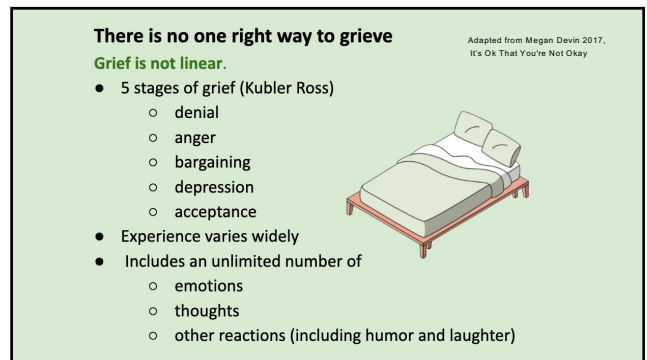 There is no one right way to grieve
Adapted from Megan Devin 2017,
It's Ok That You're Not Okay
Grief is not linear.
● 5 stages of grief (Kubler Ross)
○ denial
○ anger
○ bargaining
○ depression
○ acceptance
● Experience varies widely
● Includes an unlimited number of
○ emotions
○ thoughts
○ other reactions (including humor and laughter)